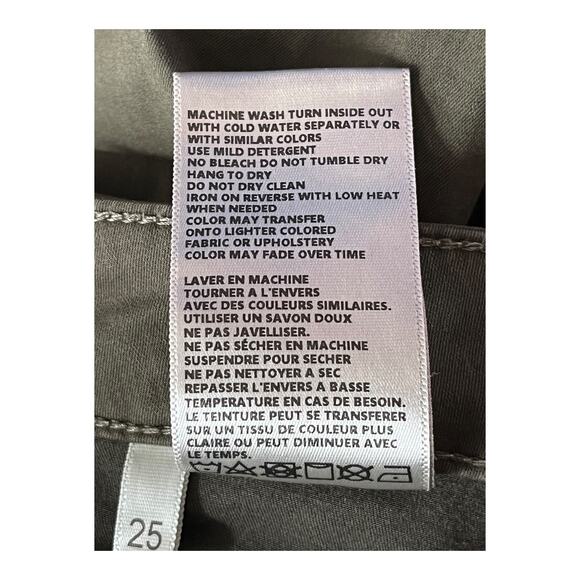 MACHINE WASH TURN INSIDE OUT
WITH COLD WATER SEPARATELY OR
WITH SIMILAR COLORS
USE MILD DETERGENT
NO BLEACH DO NOT TUMBLE DRY
HANG TO DRY
DO NOT DRY CLEAN
IRON ON REVERSE WITH LOW HEAT
WHEN NEEDED
COLOR MAY TRANSFER
ONTO LIGHTER COLORED
FABRIC OR UPHOLSTERY
COLOR MAY FADE OVER TIME
LAVER EN MACHINE
TOURNER A L'ENVERS
AVEC DES COULEURS SIMILAIRES.
UTILISER UN SAVON DOUX
NE PAS JAVELLISER.
NE PAS SÉCHER EN MACHINE
SUSPENDRE POUR SECHER
NE PAS NETTOYER A SEC
REPASSER L'ENVERS A BASSE
TEMPERATURE EN CAS DE BESOIN.
LE TEINTURE PEUT SE TRANSFERER
SUR UN TISSU DE COULEUR PLUS
CLAIRE OU PEUT DIMINUER AVEC
LE TEMPS.
25